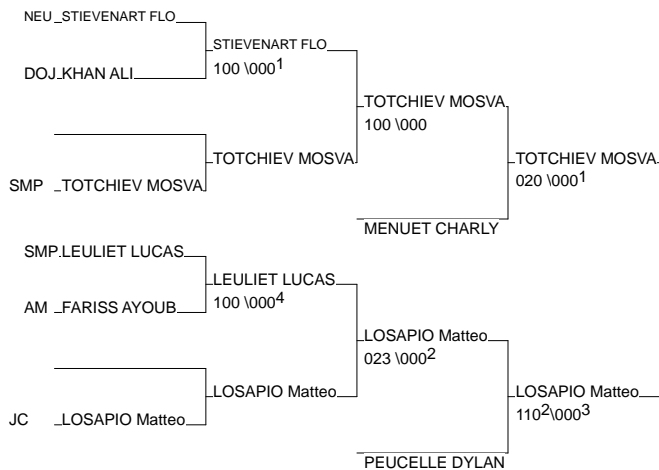 NEU STIEVENART FLO
STIEVENART FLO
100 \000¹
DOJ KHAN ALI
TOTCHIEV MOSVA
100 \000
TOTCHIEV MOSVA
TOTCHIEV MOSVA
020 \000¹
SMP TOTCHIEV MOSVA
MENUET CHARLY
SMP LEULIET LUCAS
LEULIET LUCAS
100 \000⁴
AM FARISS AYOUB
LOSAPIO Matteo
023 \000²
LOSAPIO Matteo
LOSAPIO Matteo
110²\000³
JC LOSAPIO Matteo
PEUCELLE DYLAN